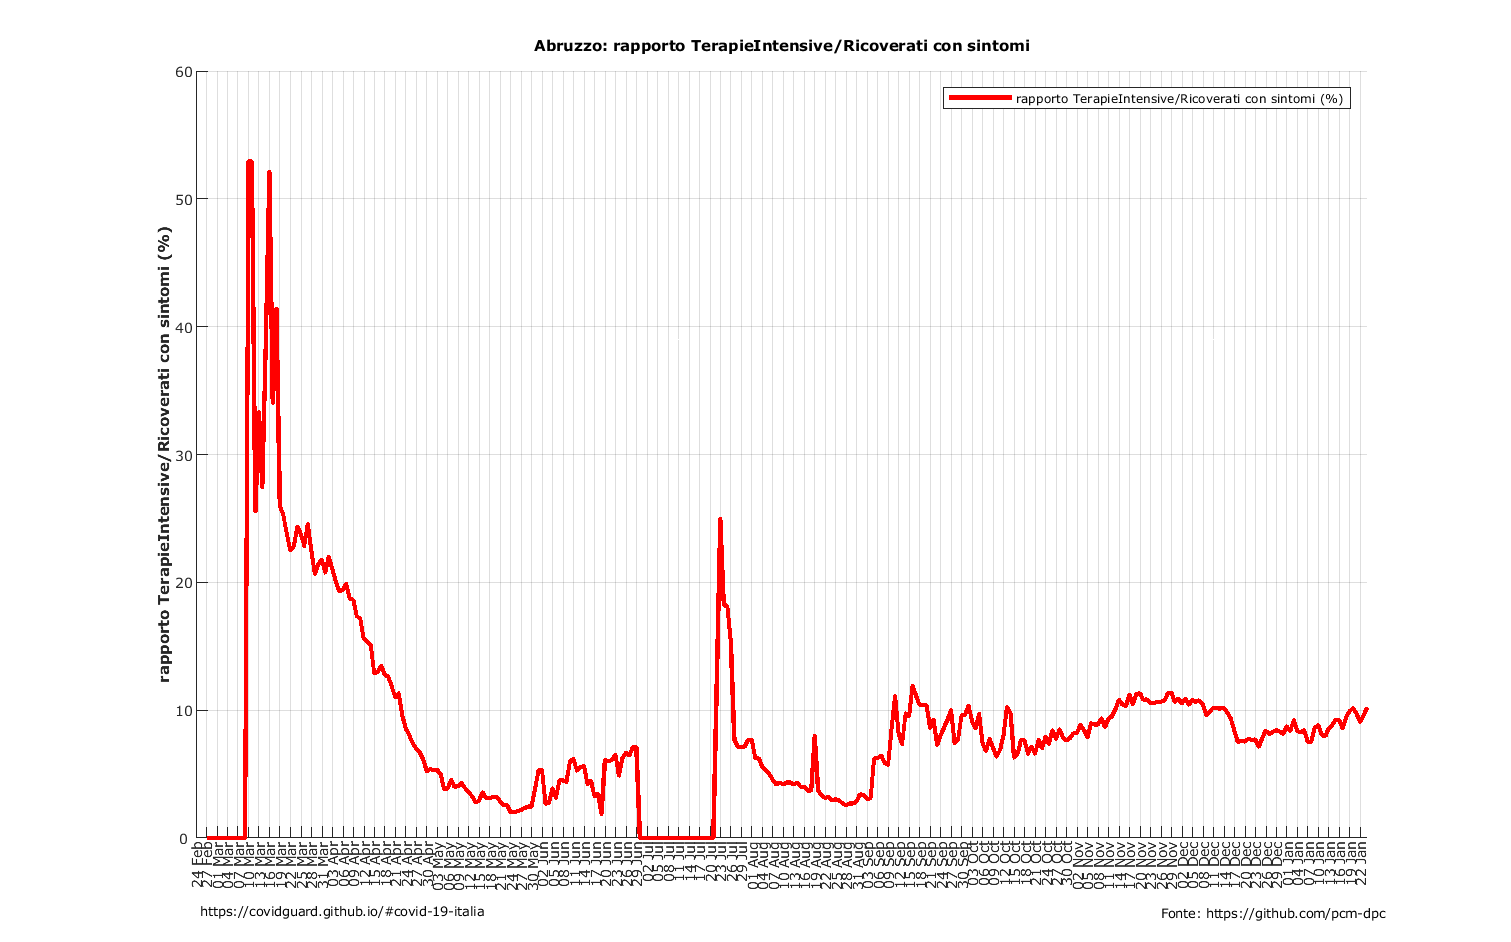 Abruzzo: rapporto TerapieIntensive/Ricoverati con sintomi
rapporto TerapieIntensive/Ricoverati con sintomi (%)
rapporto TerapieIntensive/Ricoverati con sintomi (%)
60
50
40
30
20
10
0
24 Feb
27 Feb
01 Mar
04 Mar
07 Mar
10 Mar
13 Mar
16 Mar
19 Mar
22 Mar
25 Mar
28 Mar
31 Mar
03 Apr
06 Apr
09 Apr
12 Apr
15 Apr
18 Apr
21 Apr
24 Apr
27 Apr
30 Apr
03 May
06 May
09 May
12 May
15 May
18 May
21 May
24 May
27 May
30 May
02 Jun
05 Jun
08 Jun
11 Jun
14 Jun
17 Jun
20 Jun
23 Jun
26 Jun
29 Jun
02 Jul
05 Jul
08 Jul
11 Jul
14 Jul
17 Jul
20 Jul
23 Jul
26 Jul
29 Jul
01 Aug
04 Aug
07 Aug
10 Aug
13 Aug
16 Aug
19 Aug
22 Aug
25 Aug
28 Aug
31 Aug
03 Sep
06 Sep
09 Sep
12 Sep
15 Sep
18 Sep
21 Sep
24 Sep
27 Sep
30 Sep
03 Oct
06 Oct
09 Oct
12 Oct
15 Oct
18 Oct
21 Oct
24 Oct
27 Oct
30 Oct
02 Nov
05 Nov
08 Nov
11 Nov
14 Nov
17 Nov
20 Nov
23 Nov
26 Nov
29 Nov
02 Dec
05 Dec
08 Dec
11 Dec
14 Dec
17 Dec
20 Dec
23 Dec
26 Dec
29 Dec
01 Jan
04 Jan
07 Jan
10 Jan
13 Jan
16 Jan
19 Jan
22 Jan
https://covidguard.github.io/#covid-19-italia
Fonte: https://github.com/pcm-dpc